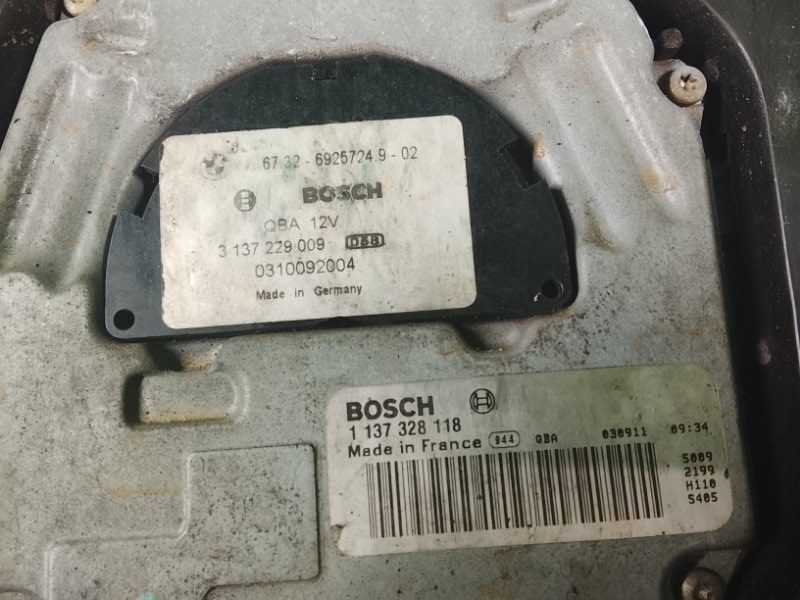 67 32 - 6925724.9 - 02
BOSCH
QBA 12V
3 137 229 009 088
0310092004
Made in Germany
BOSCH
1 137 328 118
Made in France 944 QBA 030911 09:34
5009
2199
H110
S405